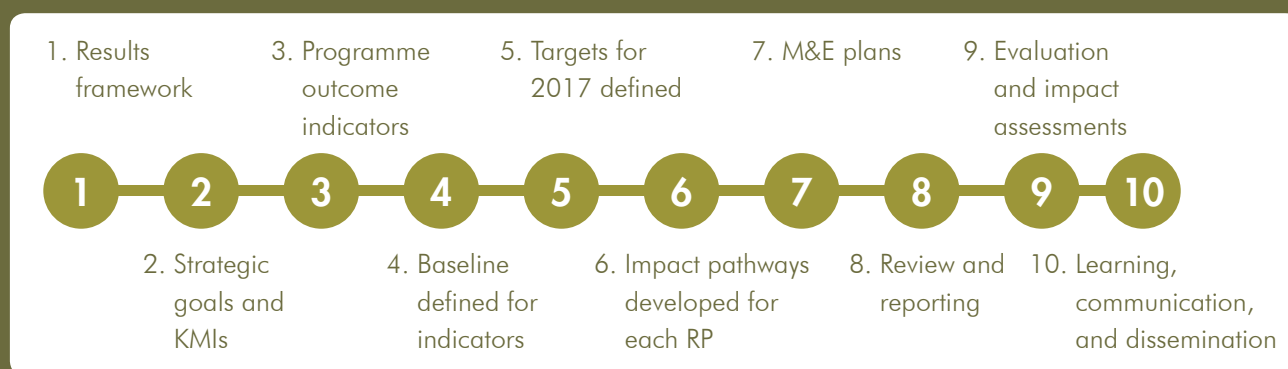 1. Results
framework
3. Programme
outcome
indicators
5. Targets for
2017 defined
7. M&E plans
9. Evaluation
and impact
assessments
1 2 3 4 5 6 7 8 9 10
2. Strategic
goals and
KMIs
4. Baseline
defined for
indicators
6. Impact pathways
developed for
each RP
8. Review and
reporting
10. Learning,
communication,
and dissemination